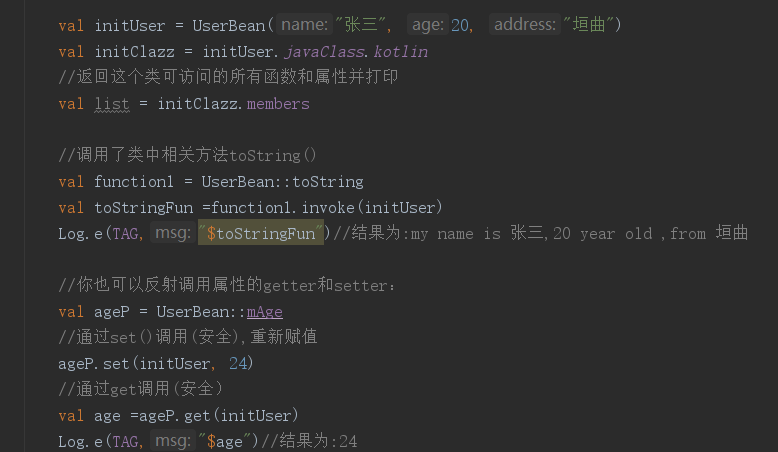 val initUser = UserBean( name: "张三", age: 20, address: "垣曲")
val initClazz = initUser.javaClass.kotlin
//返回这个类可访问的所有函数和属性并打印
val list = initClazz.members
//调用了类中相关方法toString()
val function1 = UserBean::toString
val toStringFun =function1.invoke(initUser)
Log.e(TAG, msg: "$toStringFun")//结果为:my name is 张三,20 year old ,from 垣曲
//你也可以反射调用属性的getter和setter：
val ageP = UserBean::mAge
//通过set()调用(安全),重新赋值
ageP.set(initUser, 24)
//通过get调用(安全)
val age =ageP.get(initUser)
Log.e(TAG, msg: "$age")//结果为:24